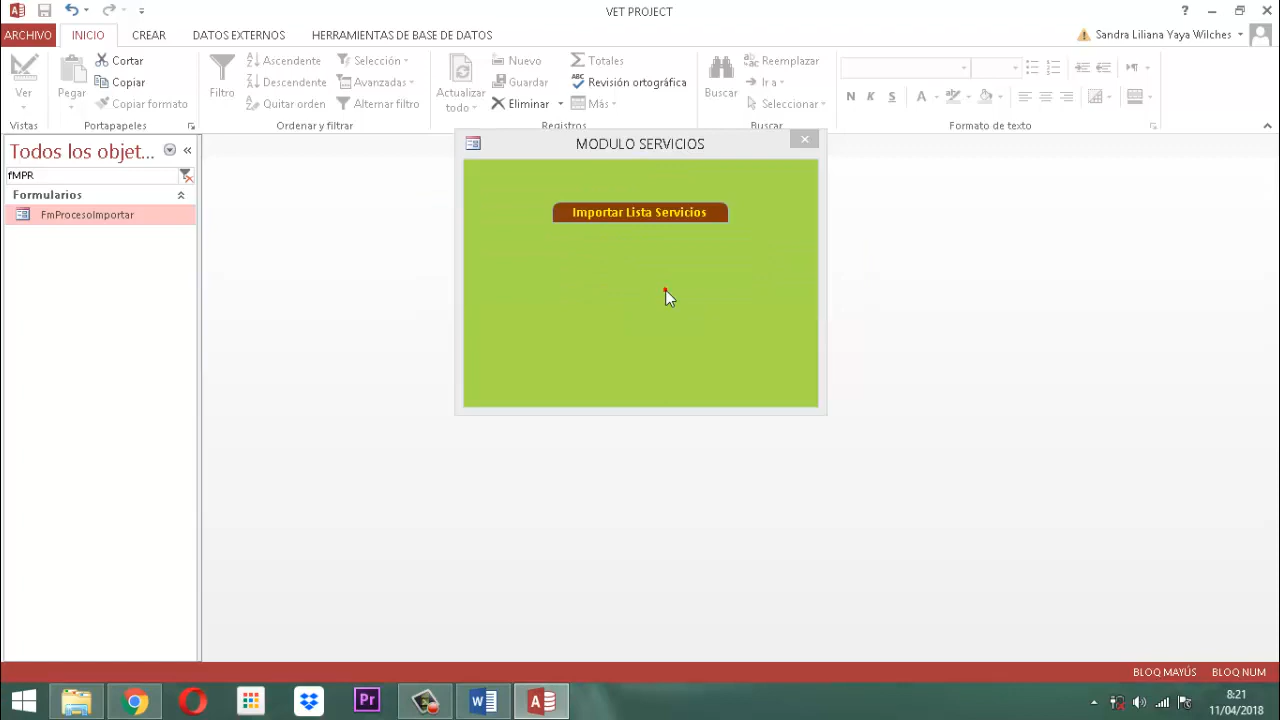 VET PROJECT
?
ARCHIVO INICIO CREAR DATOS EXTERNOS HERRAMIENTAS DE BASE DE DATOS Sandra Liliana Yaya Wilches
Ver
Vistas
Pegar
Cortar
Copiar
Copiar formato
Portapapeles
Filtro
Ascendente
Descendente
Quitar orden
Selección
Avanzadas
Alternar filtro
Ordenar y filtrar
Actualizar todo
Nuevo
Guardar
Eliminar
Totales
Revisión ortográfica
Más
Registros
Buscar
Reemplazar
Ir a
Seleccionar
Buscar
N K S A
Formato de texto
Todos los objet...
fMPR
Formularios
FmProcesoImportar
MODULO SERVICIOS
Importar Lista Servicios
BLOQ MAYÚS BLOQ NUM
Pr
8:21
11/04/2018